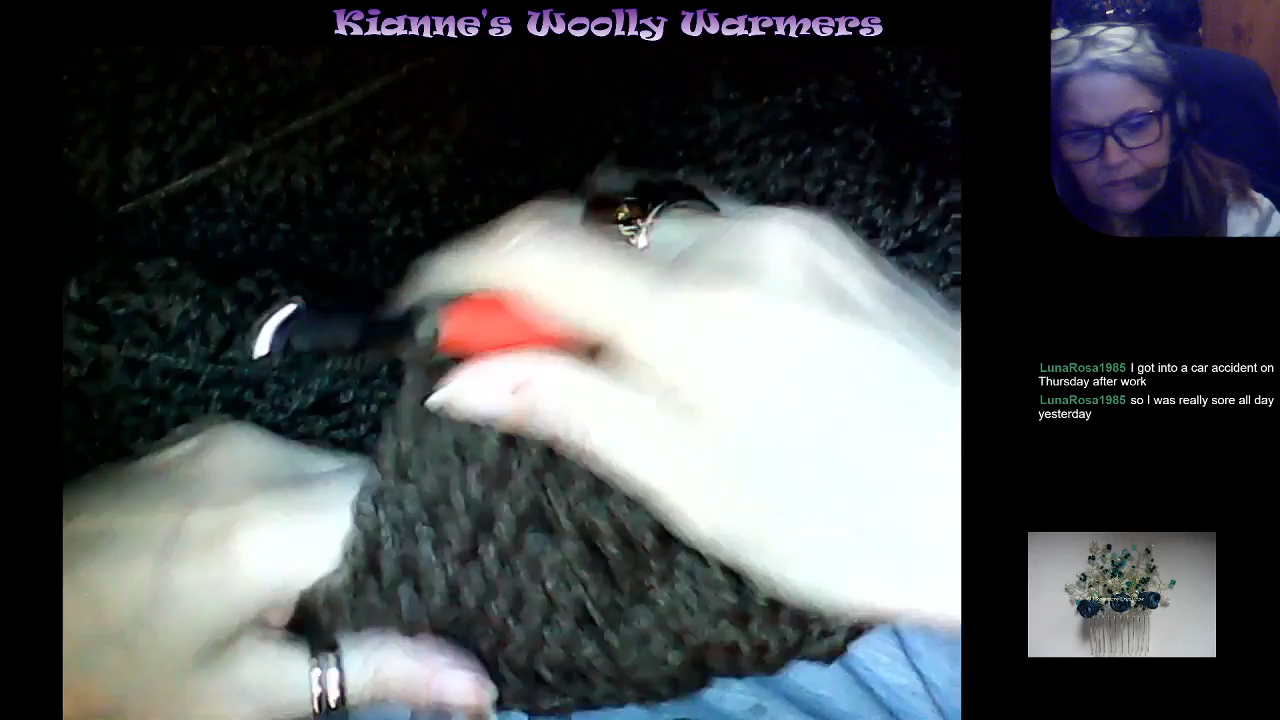 Kianne's Woolly Warmers
LunaRosa1985 I got into a car accident on
Thursday after work
LunaRosa1985 so I was really sore all day
yesterday